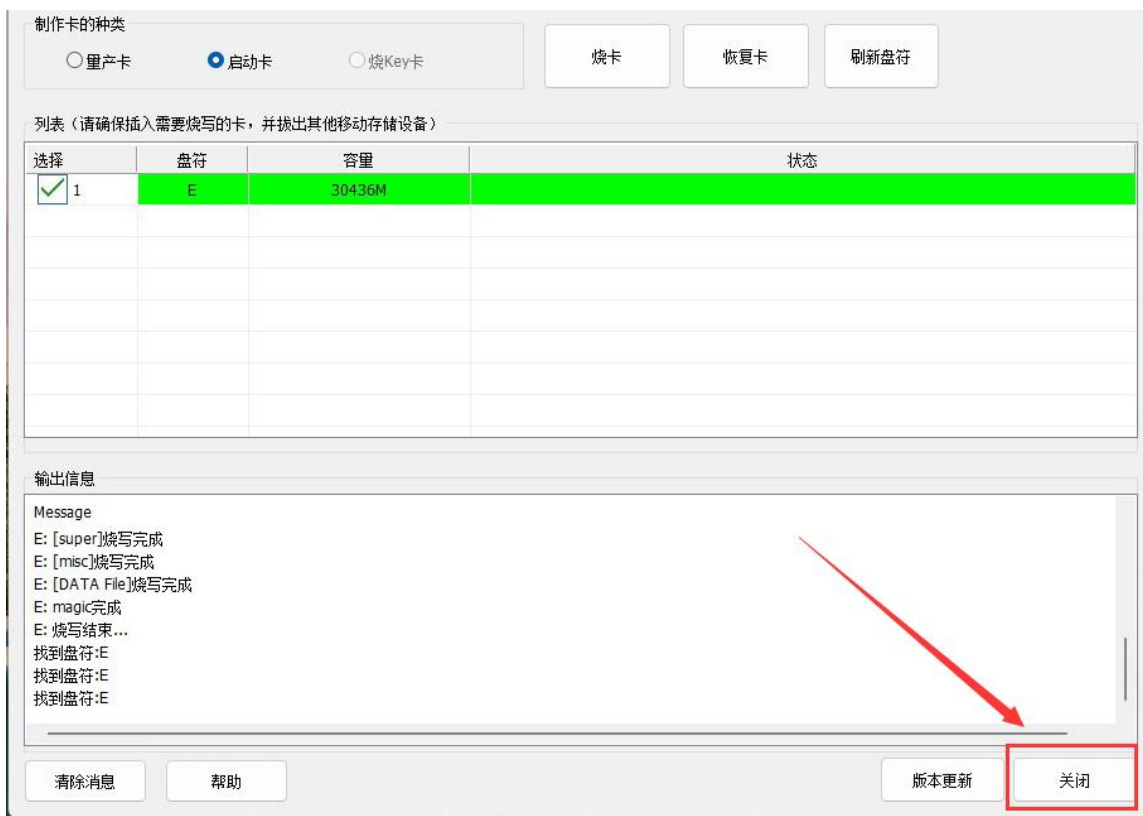 制作卡的种类
量产卡 启动卡 烧Key卡 烧卡 恢复卡 刷新盘符
列表（请确保插入需要烧写的卡，并拔出其他移动存储设备）
选择 盘符 容量 状态
1 E 30436M
输出信息
Message
E: [super]烧写完成
E: [misc]烧写完成
E: [DATA File]烧写完成
E: magic完成
E: 烧写结束...
找到盘符:E
找到盘符:E
找到盘符:E
清除消息 帮助 版本更新 关闭